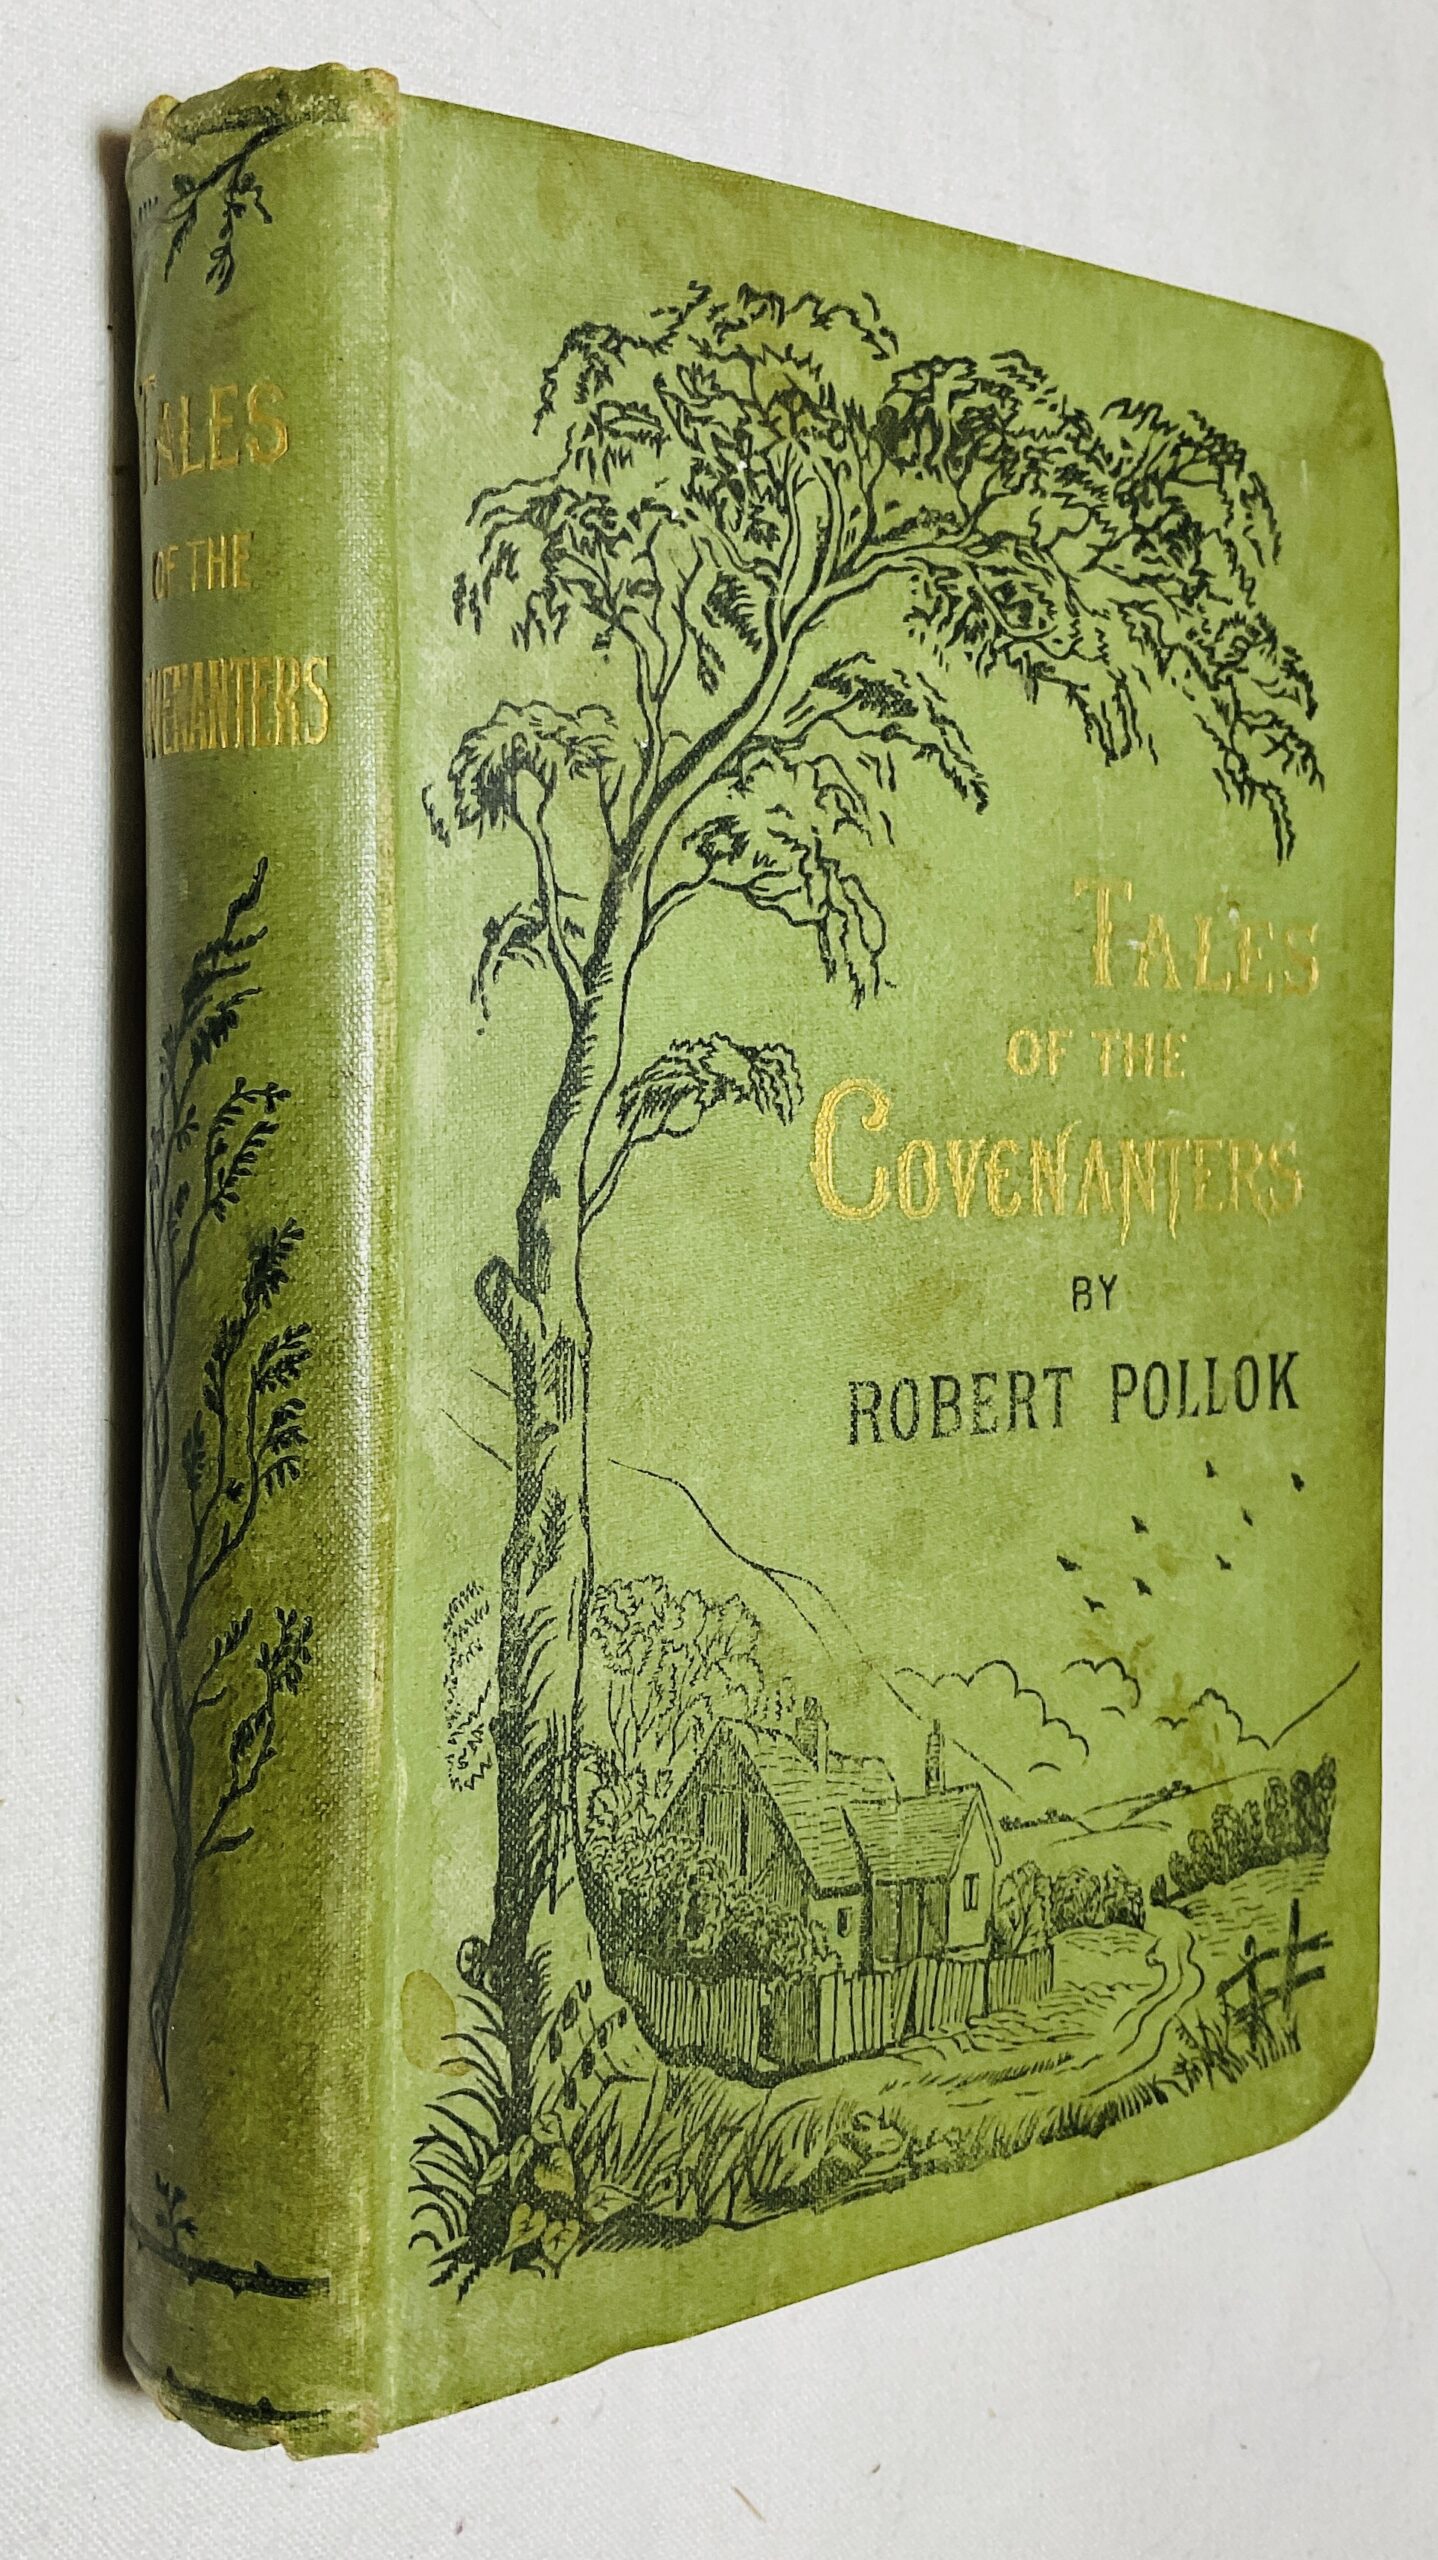 TALES
OF THE
COVENANTERS
TALES
OF THE
COVENANTERS
BY
ROBERT POLLOK